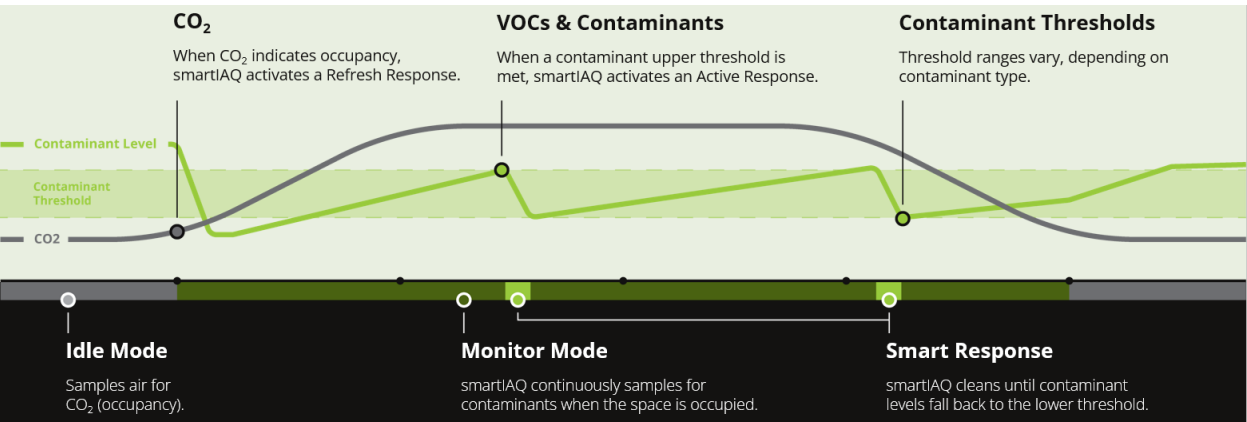 CO₂
When CO₂ indicates occupancy,
smartIAQ activates a Refresh Response.
VOCs & Contaminants
When a contaminant upper threshold is
met, smartIAQ activates an Active Response.
Contaminant Thresholds
Threshold ranges vary, depending on
contaminant type.
Contaminant Level
Contaminant
Threshold
CO2
Idle Mode
Samples air for
CO₂ (occupancy).
Monitor Mode
smartIAQ continuously samples for
contaminants when the space is occupied.
Smart Response
smartIAQ cleans until contaminant
levels fall back to the lower threshold.